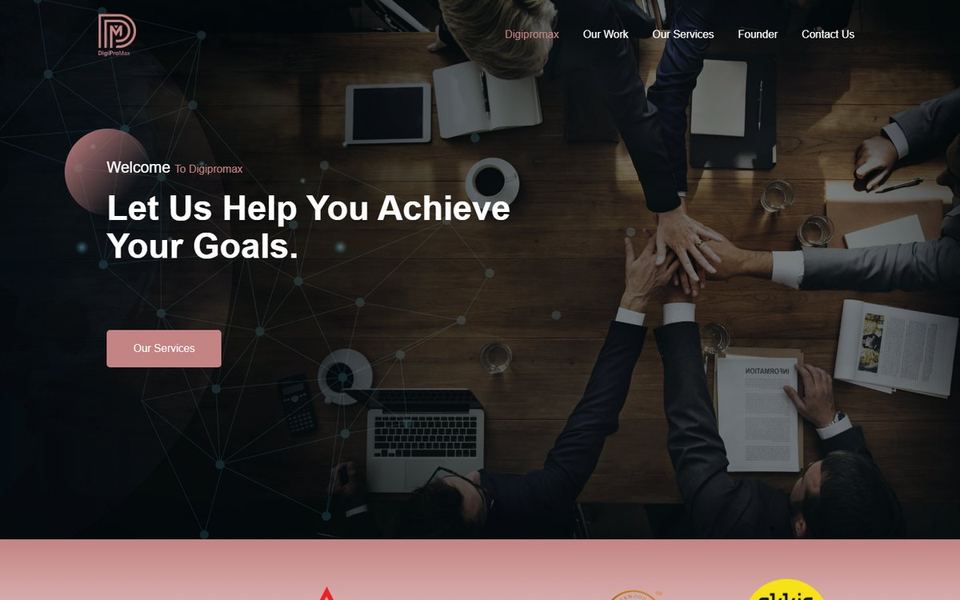 DigiProMax
Digipromax
Our Work
Our Services
Founder
Contact Us
Welcome To Digipromax
Let Us Help You Achieve
Your Goals.
Our Services
INFORMATION